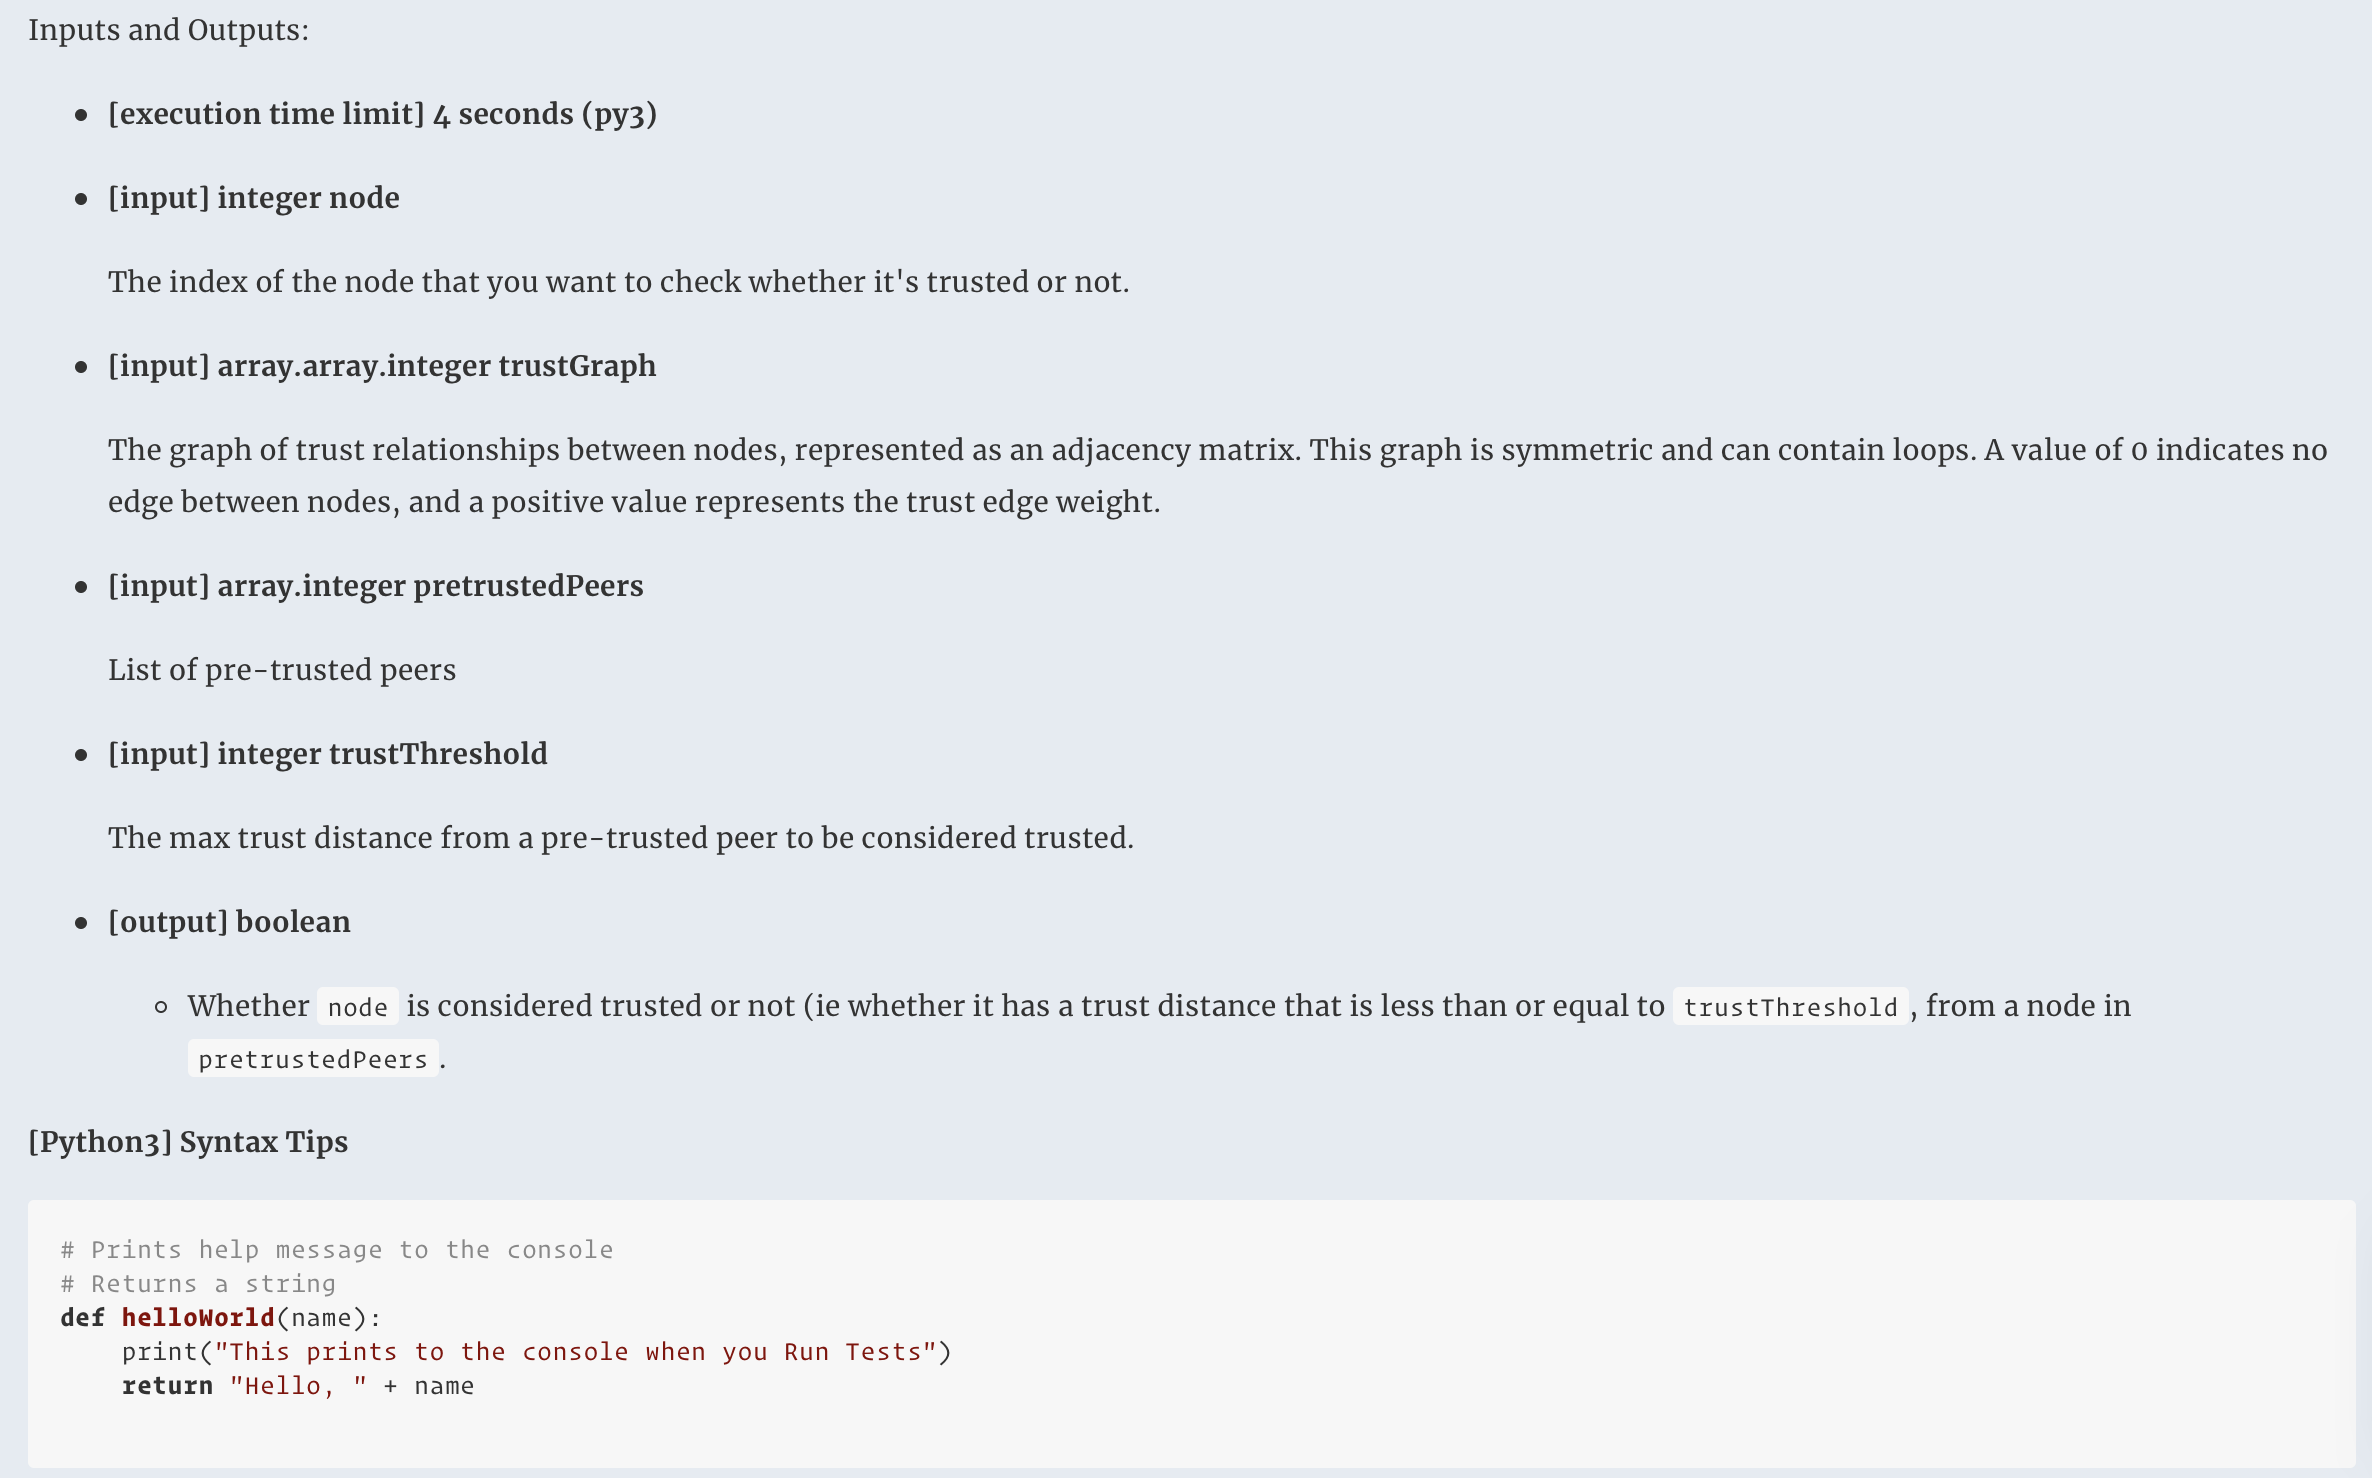 Inputs and Outputs:
[execution time limit] 4 seconds (py3)
[input] integer node
The index of the node that you want to check whether it's trusted or not.
[input] array.array.integer trustGraph
The graph of trust relationships between nodes, represented as an adjacency matrix. This graph is symmetric and can contain loops. A value of 0 indicates no
edge between nodes, and a positive value represents the trust edge weight.
[input] array.integer pretrustedPeers
List of pre-trusted peers
[input] integer trustThreshold
The max trust distance from a pre-trusted peer to be considered trusted.
[output] boolean
Whether node is considered trusted or not (ie whether it has a trust distance that is less than or equal to trustThreshold, from a node in
pretrustedPeers.
[Python3] Syntax Tips
# Prints help message to the console
# Returns a string
def helloWorld(name):
    print("This prints to the console when you Run Tests")
    return "Hello, " + name